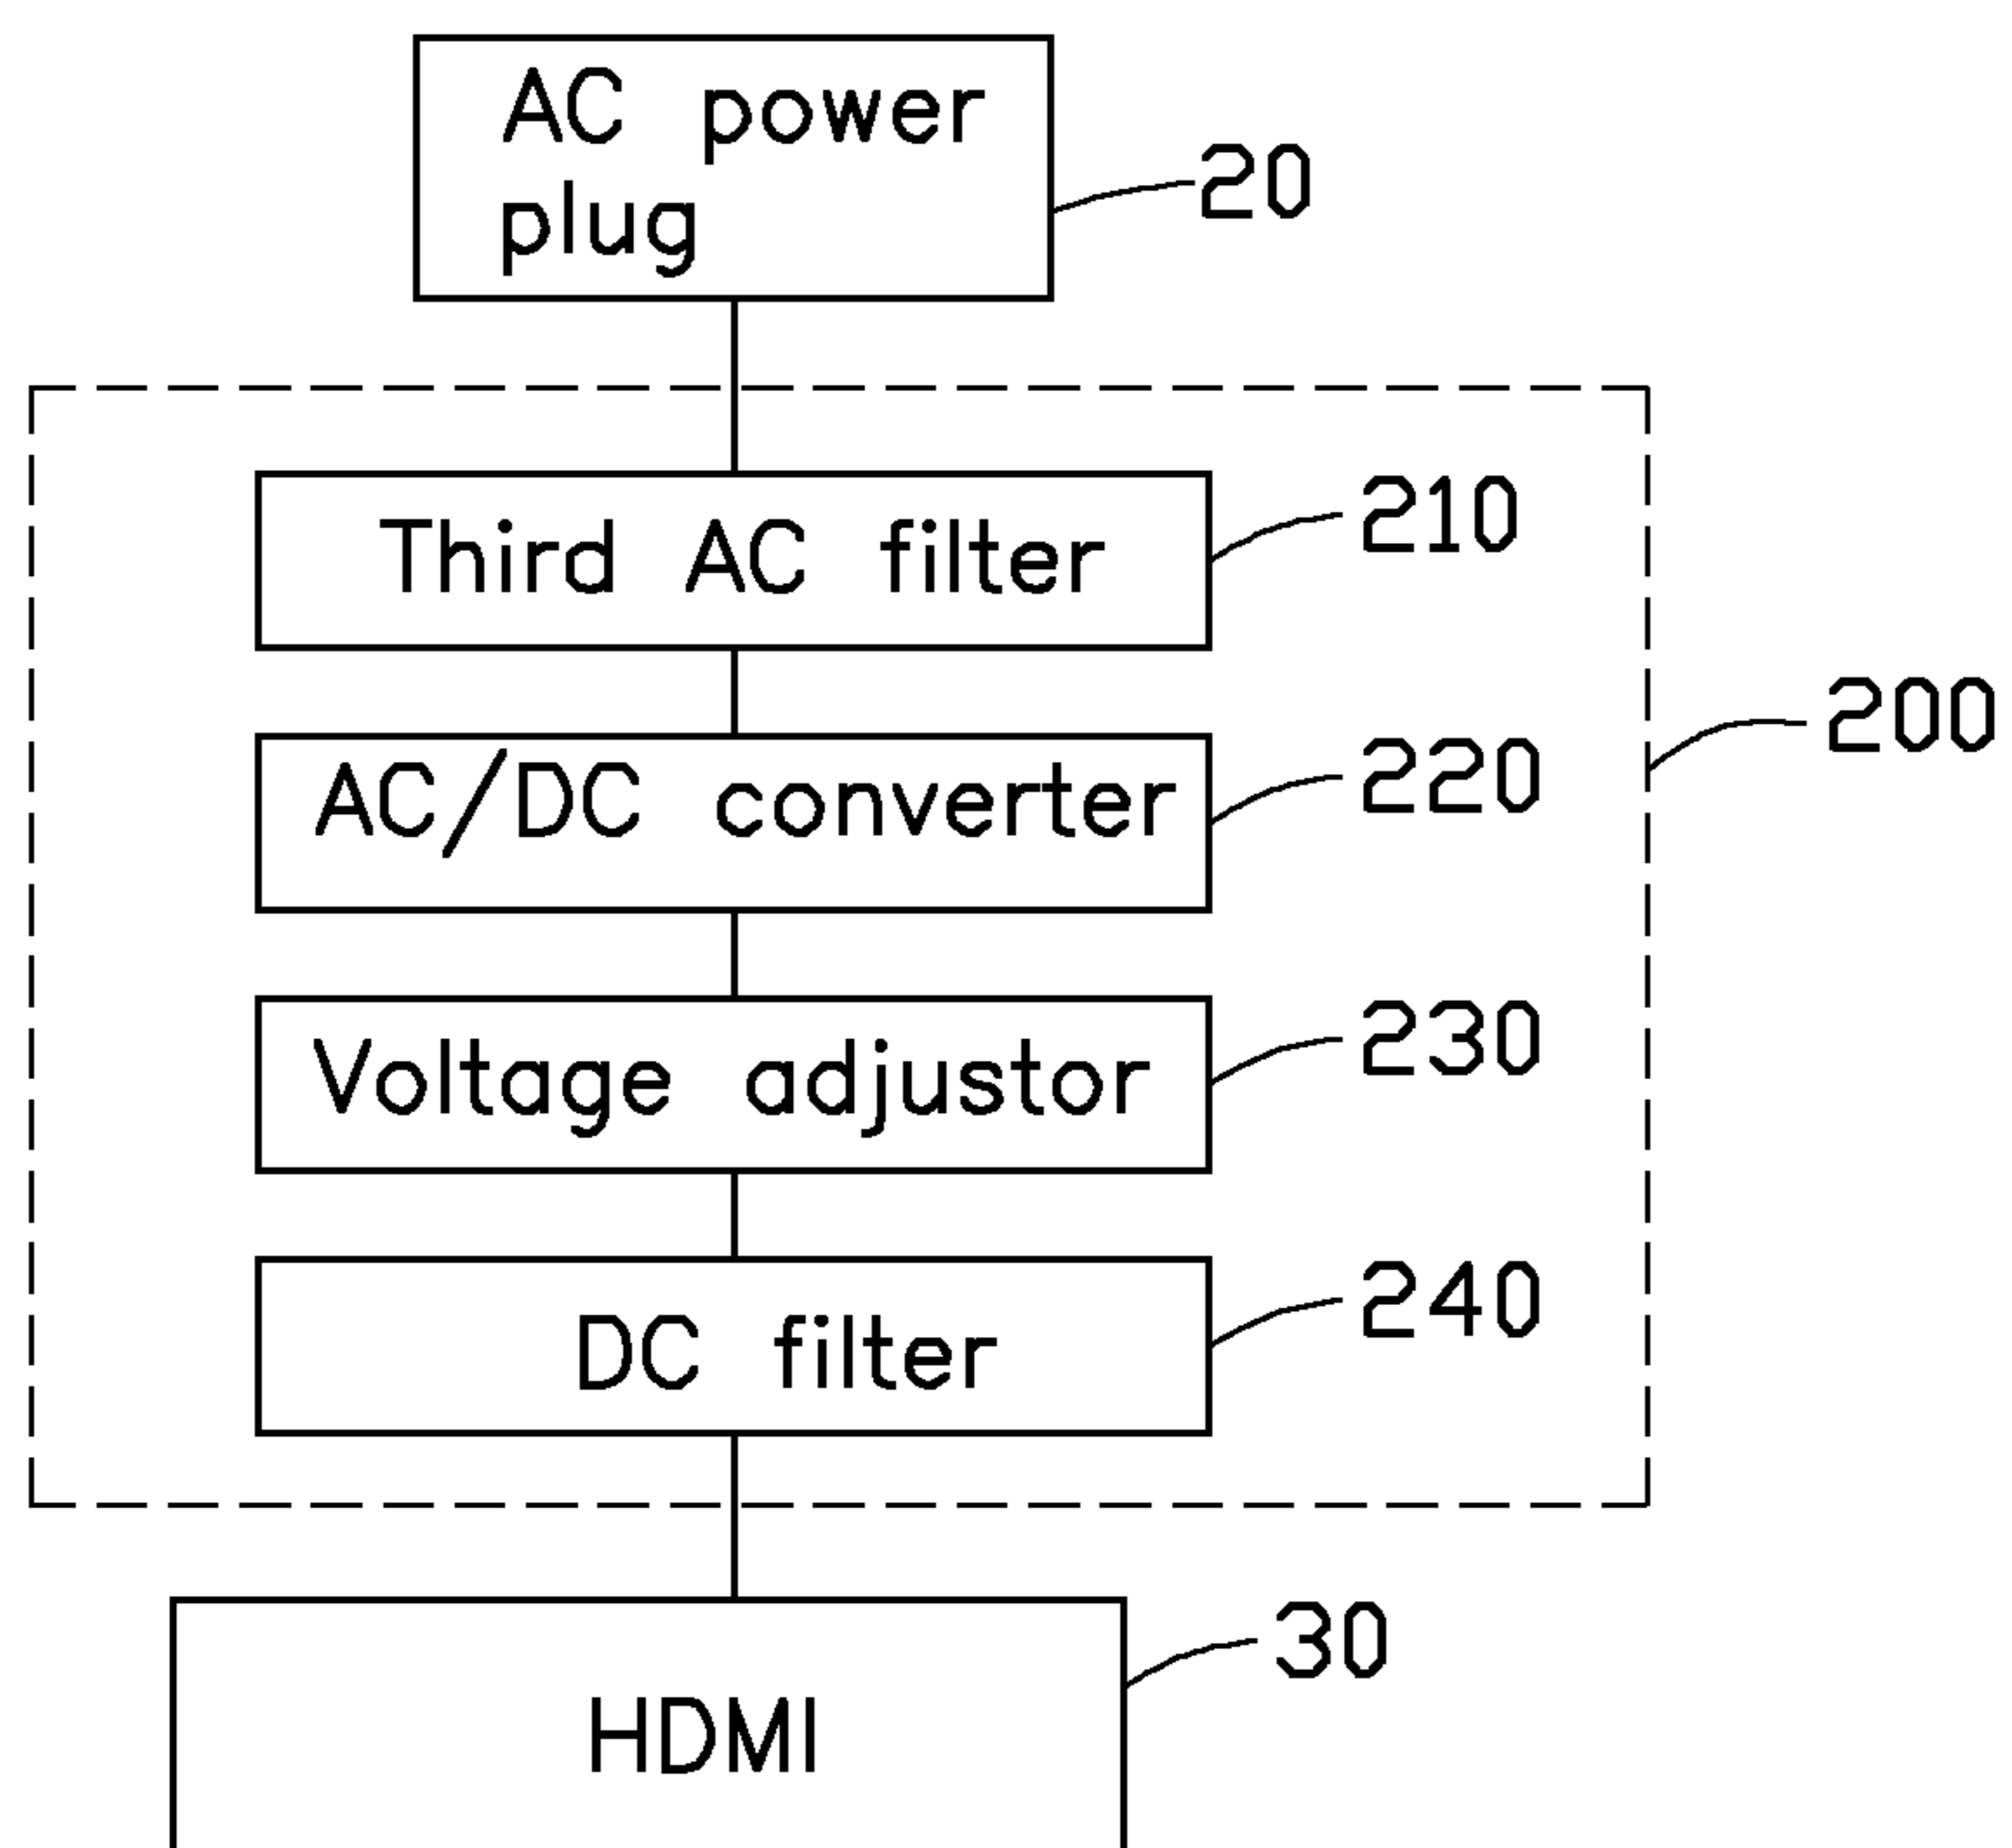 AC power
plug
20
Third AC filter
210
AC/DC converter
220
200
Voltage adjustor
230
DC filter
240
30
HDMI